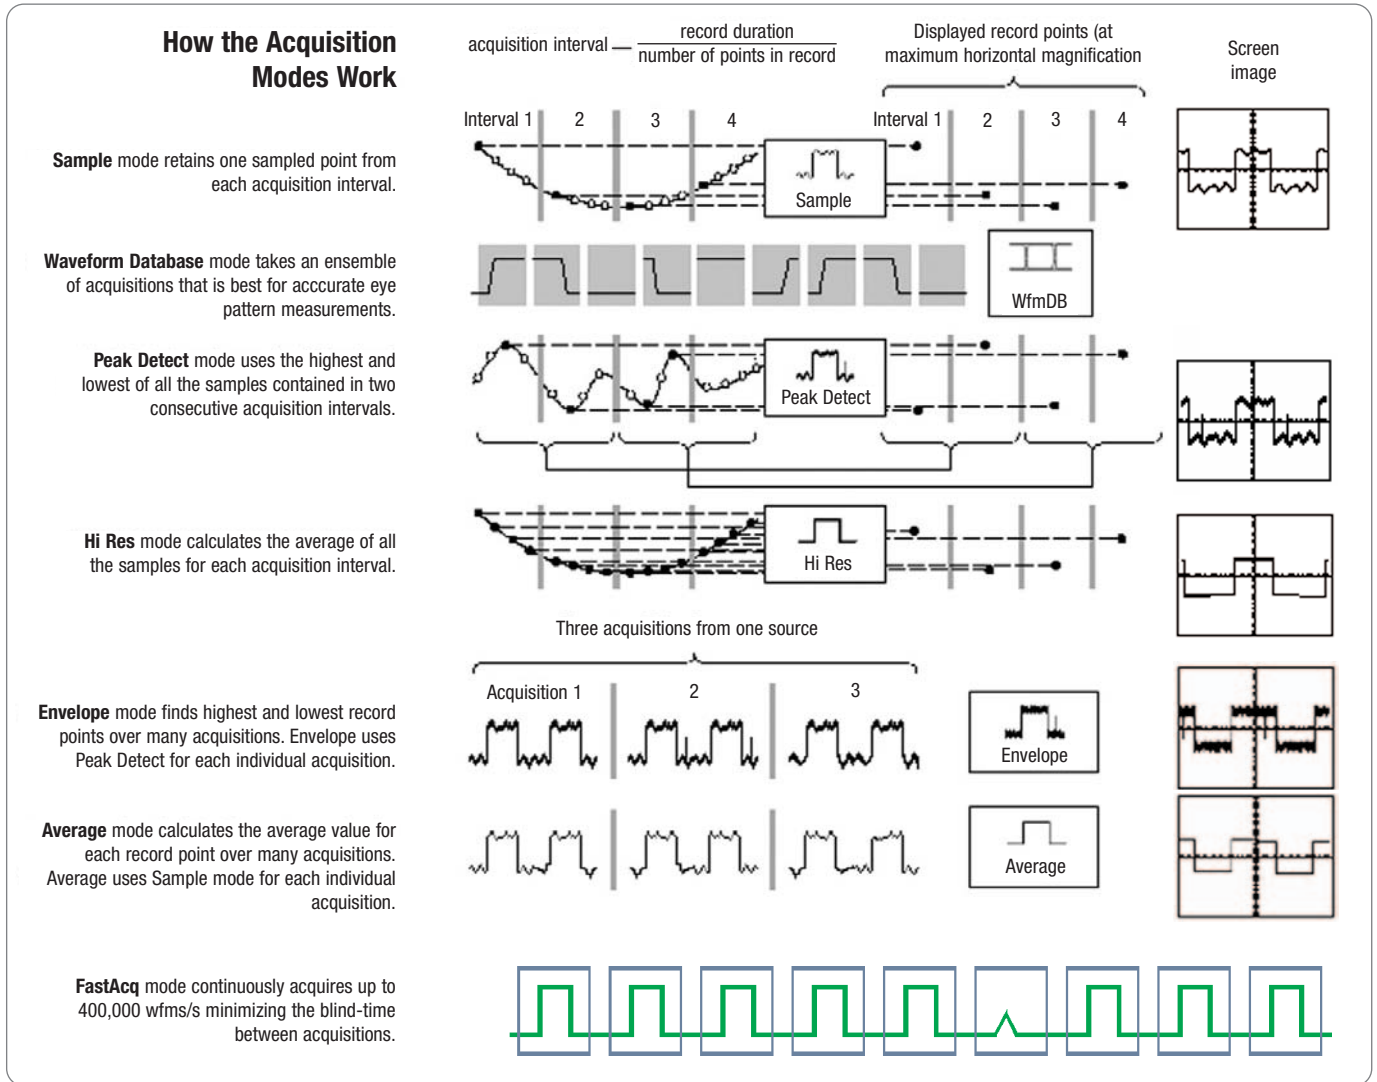 How the Acquisition
Modes Work
acquisition interval — record duration
number of points in record
Displayed record points (at
maximum horizontal magnification
Screen
image
Interval 1 2 3 4
Interval 1 2 3 4
Sample mode retains one sampled point from
each acquisition interval.
Sample
Waveform Database mode takes an ensemble
of acquisitions that is best for acccurate eye
pattern measurements.
WfmDB
Peak Detect mode uses the highest and
lowest of all the samples contained in two
consecutive acquisition intervals.
Peak Detect
Hi Res mode calculates the average of all
the samples for each acquisition interval.
Hi Res
Three acquisitions from one source
Acquisition 1 2 3
Envelope mode finds highest and lowest record
points over many acquisitions. Envelope uses
Peak Detect for each individual acquisition.
Envelope
Average mode calculates the average value for
each record point over many acquisitions.
Average uses Sample mode for each individual
acquisition.
Average
FastAcq mode continuously acquires up to
400,000 wfms/s minimizing the blind-time
between acquisitions.